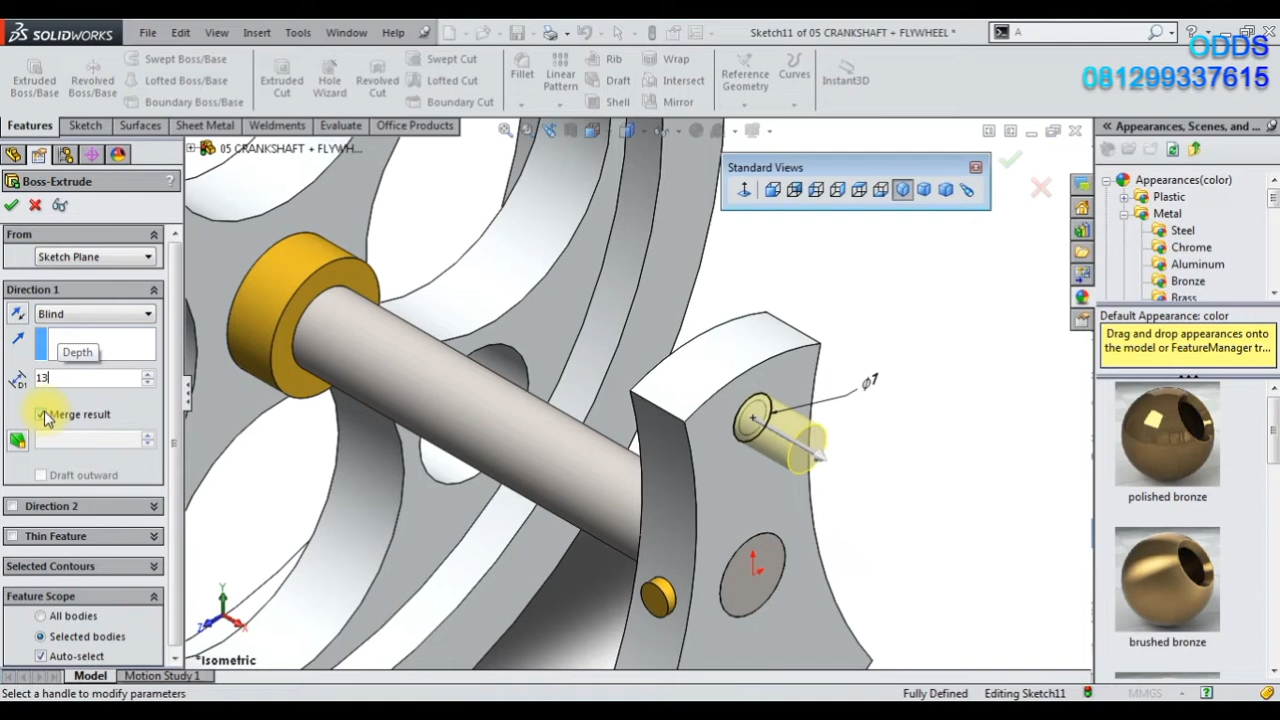 SOLIDWORKS File Edit View Insert Tools Window Help Sketch11 of 05 CRANKSHAFT + FLYWHEEL * A
ODDS
081299337615
Extruded Boss/Base
Revolved Boss/Base
Swept Boss/Base
Lofted Boss/Base
Boundary Boss/Base
Extruded Cut
Hole Wizard
Revolved Cut
Swept Cut
Lofted Cut
Boundary Cut
Fillet
Linear Pattern
Rib
Draft
Shell
Wrap
Intersect
Mirror
Reference Geometry
Curves
Instant3D
Features Sketch Surfaces Sheet Metal Weldments Evaluate Office Products
05 CRANKSHAFT + FLYWH...
Boss-Extrude ?
From
Sketch Plane
Direction 1
Blind
Depth
D1
13
Merge result
Draft outward
Direction 2
Thin Feature
Selected Contours
Feature Scope
All bodies
Selected bodies
Auto-select
Standard Views
ø7
Y
Z
X
*Isometric
Appearances, Scenes, and ...
Appearances(color)
Plastic
Metal
Steel
Chrome
Aluminum
Bronze
Brass
Default Appearance: color
Drag and drop appearances onto
the model or FeatureManager tr...
polished bronze
brushed bronze
Model Motion Study 1
Select a handle to modify parameters Fully Defined Editing Sketch11 MMGS